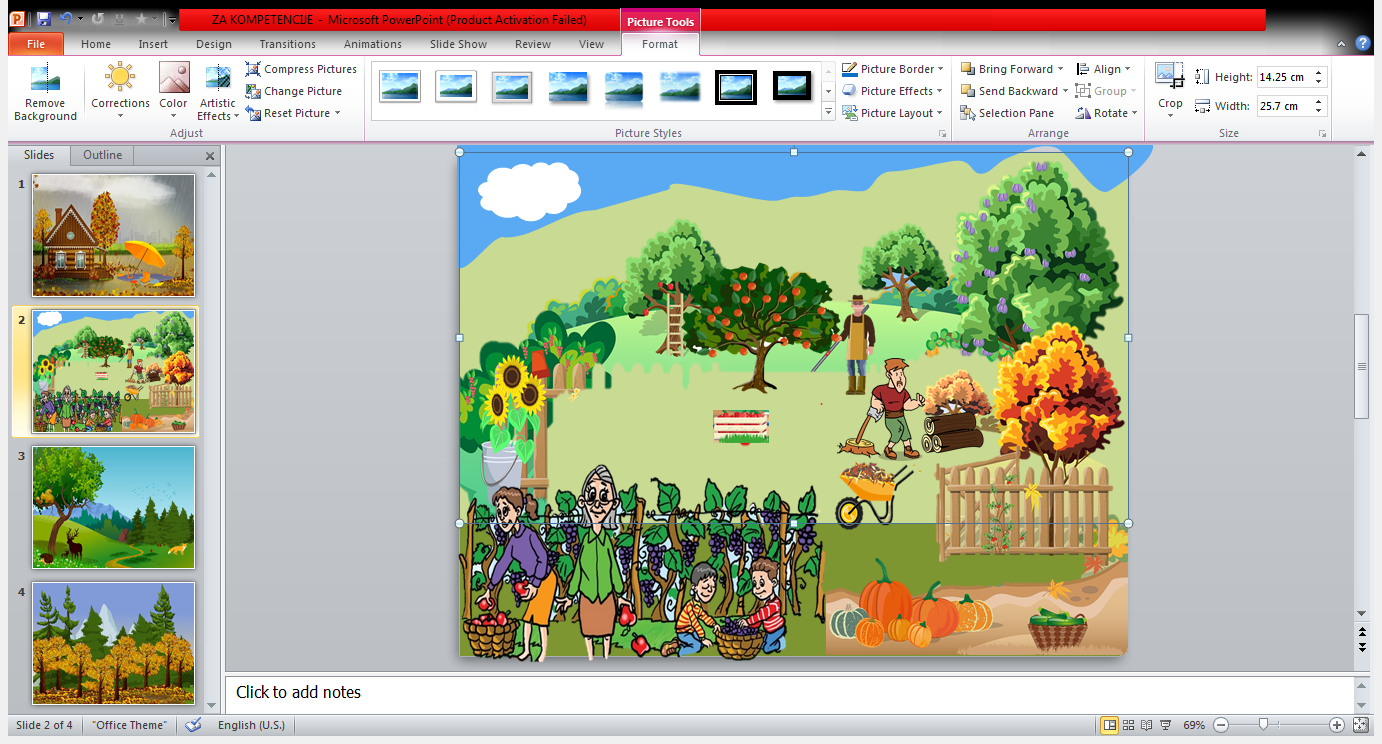 ZA KOMPETENCIJE - Microsoft PowerPoint (Product Activation Failed)
Picture Tools
File Home Insert Design Transitions Animations Slide Show Review View Format
Remove Background
Corrections
Color
Artistic Effects
Compress Pictures
Change Picture
Reset Picture
Adjust
Picture Styles
Picture Border
Picture Effects
Picture Layout
Bring Forward
Send Backward
Selection Pane
Align
Group
Rotate
Arrange
Crop
Height: 14.25 cm
Width: 25.7 cm
Size
Slides Outline
1
2
3
4
Click to add notes
Slide 2 of 4 "Office Theme" English (U.S.) 69%